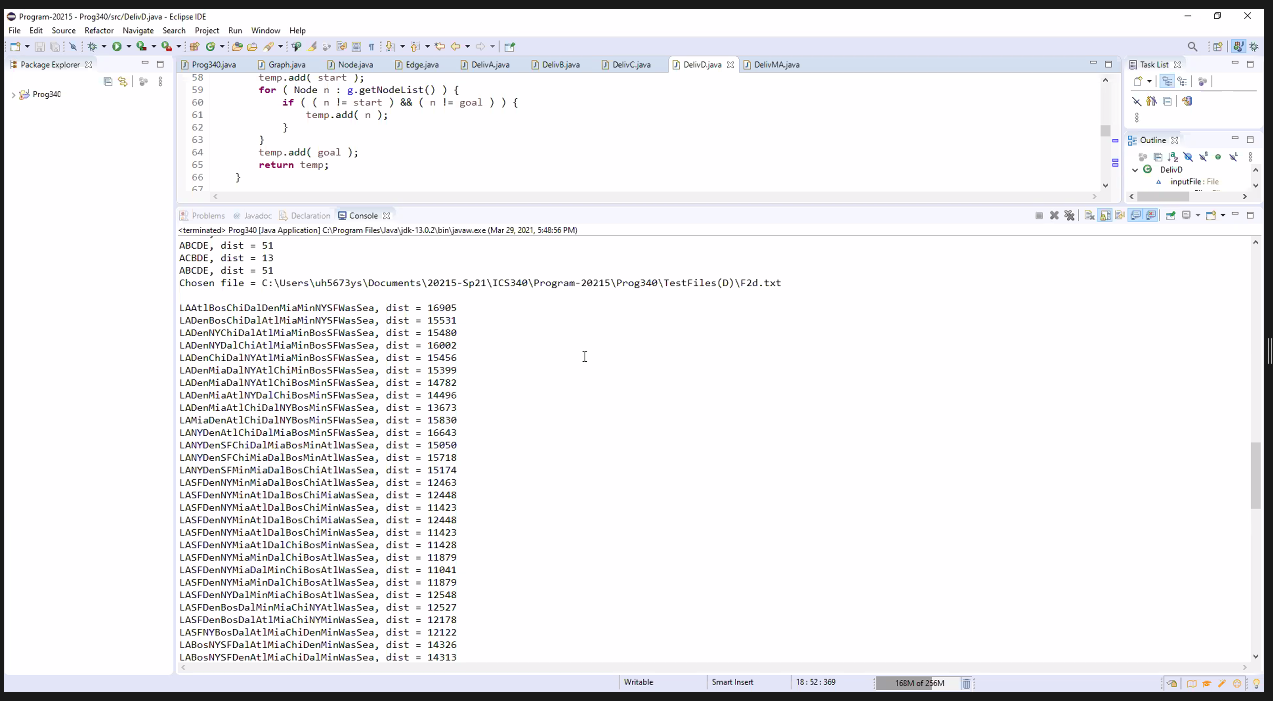 Program-20215 - Prog340/src/DelivD.java - Eclipse IDE
File Edit Source Refactor Navigate Search Project Run Window Help
Package Explorer
Prog340
Prog340.java Graph.java Node.java Edge.java DelivA.java DelivB.java DelivC.java DelivD.java DelivMA.java
58 temp.add( start );
59 for ( Node n : g.getNodeList() ) {
60 if ( ( n != start ) && ( n != goal ) ) {
61 temp.add( n );
62 }
63 }
64 temp.add( goal );
65 return temp;
66 }
67
Task List
Outline
DelivD
inputFile : File
Problems Javadoc Declaration Console
<terminated> Prog340 [Java Application] C:\Program Files\Java\jdk-13.0.2\bin\javaw.exe (Mar 29, 2021, 5:48:56 PM)
ABCDE, dist = 51
ACBDE, dist = 13
ABCDE, dist = 51
Chosen file = C:\Users\uh5673ys\Documents\20215-Sp21\ICS340\Program-20215\Prog340\TestFiles(D)\F2d.txt
LAAtlBosChiDalDenMiaMinNYSFWasSea, dist = 16905
LADenBosChiDalAtlMiaMinNYSFWasSea, dist = 15531
LADenNYChiDalAtlMiaMinBosSFWasSea, dist = 15480
LADenNYDalChiAtlMiaMinBosSFWasSea, dist = 16002
LADenChiDalNYAtlMiaMinBosSFWasSea, dist = 15456
LADenMiaDalNYAtlChiMinBosSFWasSea, dist = 15399
LADenMiaDalNYAtlChiBosMinSFWasSea, dist = 14782
LADenMiaAtlNYDalChiBosMinSFWasSea, dist = 14496
LADenMiaAtlChiDalNYBosMinSFWasSea, dist = 13673
LAMiaDenAtlChiDalNYBosMinSFWasSea, dist = 15830
LANYDenAtlChiDalMiaBosMinSFWasSea, dist = 16643
LANYDenSFChiDalMiaBosMinAtlWasSea, dist = 15050
LANYDenSFChiMiaDalBosMinAtlWasSea, dist = 15718
LANYDenSFMinMiaDalBosChiAtlWasSea, dist = 15174
LASFDenNYMinMiaDalBosChiAtlWasSea, dist = 12463
LASFDenNYMinAtlDalBosChiMiaWasSea, dist = 12448
LASFDenNYMiaAtlDalBosChiMinWasSea, dist = 11423
LASFDenNYMinAtlDalBosChiMiaWasSea, dist = 12448
LASFDenNYMiaAtlDalBosChiMinWasSea, dist = 11423
LASFDenNYMiaAtlDalChiBosMinWasSea, dist = 11428
LASFDenNYMiaMinDalChiBosAtlWasSea, dist = 11879
LASFDenNYMiaDalMinChiBosAtlWasSea, dist = 11041
LASFDenNYMiaMinDalChiBosAtlWasSea, dist = 11879
LASFDenNYDalMinMiaChiBosAtlWasSea, dist = 12548
LASFDenBosDalMinMiaChiNYAtlWasSea, dist = 12527
LASFDenBosDalAtlMiaChiNYMinWasSea, dist = 12178
LASFNYBosDalAtlMiaChiDenMinWasSea, dist = 12122
LABosNYSFDalAtlMiaChiDenMinWasSea, dist = 14326
LABosNYSFDenAtlMiaChiDalMinWasSea, dist = 14313
Writable Smart Insert 18 : 52 : 369 168M of 256M